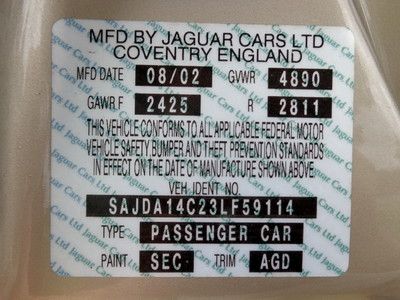 MFD BY JAGUAR CARS LTD
COVENTRY ENGLAND
MFD DATE 08/02 GVWR 4890
GAWR F 2425 R 2811
THIS VEHICLE CONFORMS TO ALL APPLICABLE FEDERAL MOTOR
VEHICLE SAFETY BUMPER AND THEFT PREVENTION STANDARDS
IN EFFECT ON THE DATE OF MANUFACTURE SHOWN ABOVE.
VEH IDENT NO.
SAJDA14C23LF59114
TYPE PASSENGER CAR
PAINT SEC TRIM AGD